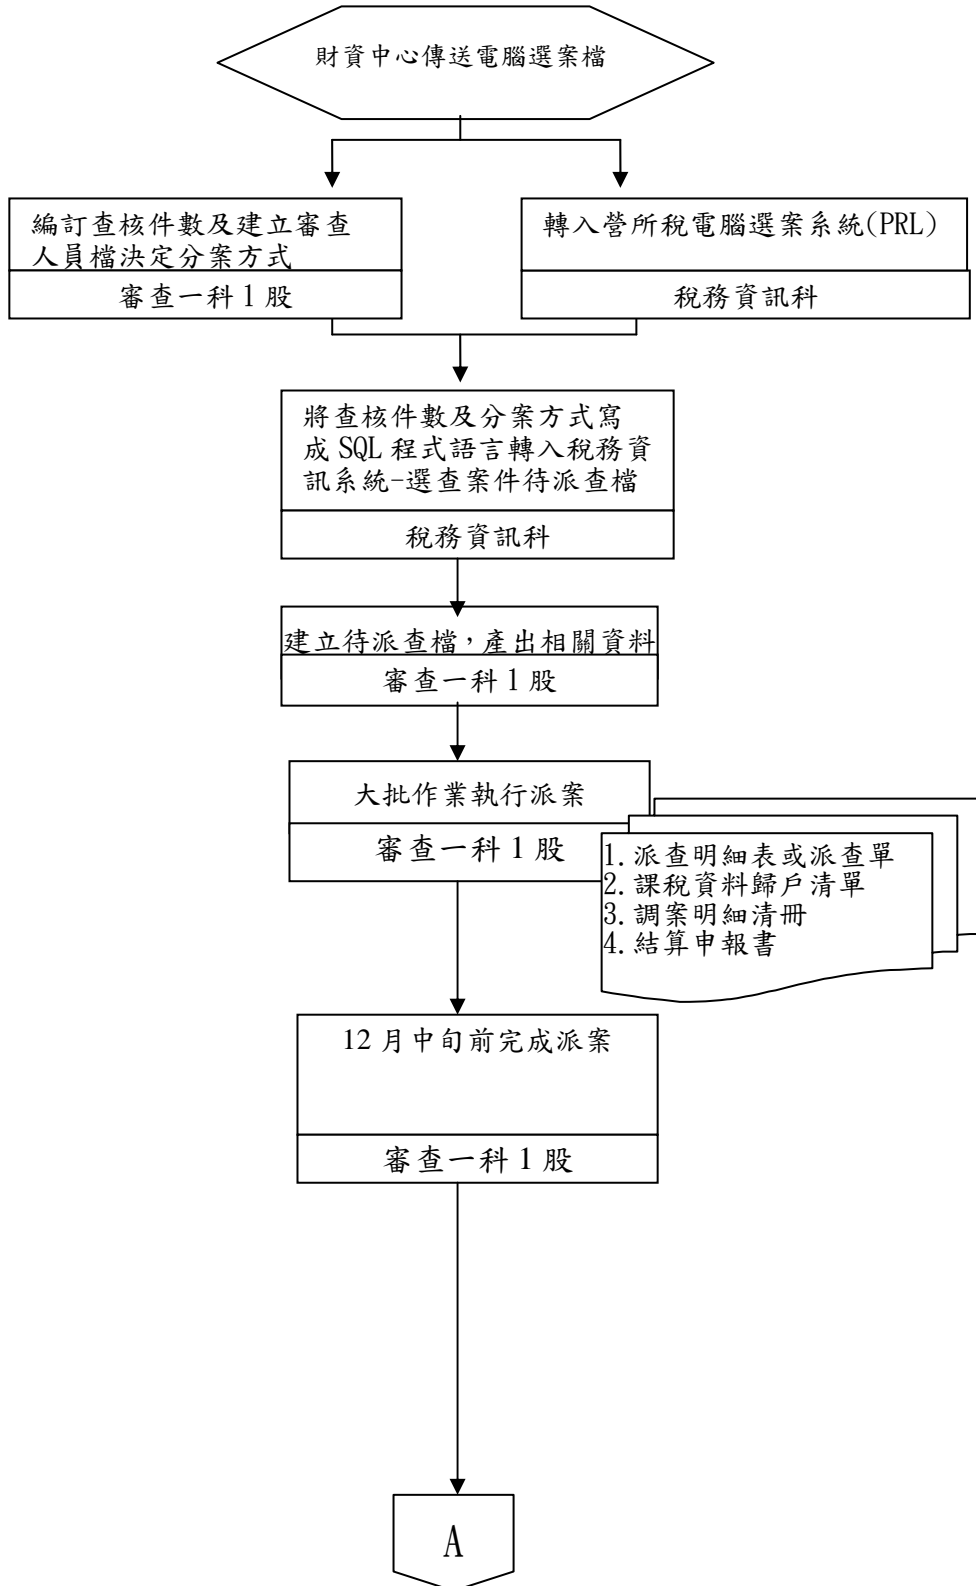 財資中心傳送電腦選案檔
編訂查核件數及建立審查
人員檔決定分案方式
審查一科1股
轉入營所稅電腦選案系統(PRL)
稅務資訊科
將查核件數及分案方式寫
成SQL程式語言轉入稅務資
訊系統-選查案件待派查檔
稅務資訊科
建立待派查檔，產出相關資料
審查一科1股
大批作業執行派案
審查一科1股
1.派查明細表或派查單
2.課稅資料歸戶清單
3.調案明細清冊
4.結算申報書
12月中旬前完成派案
審查一科1股
A